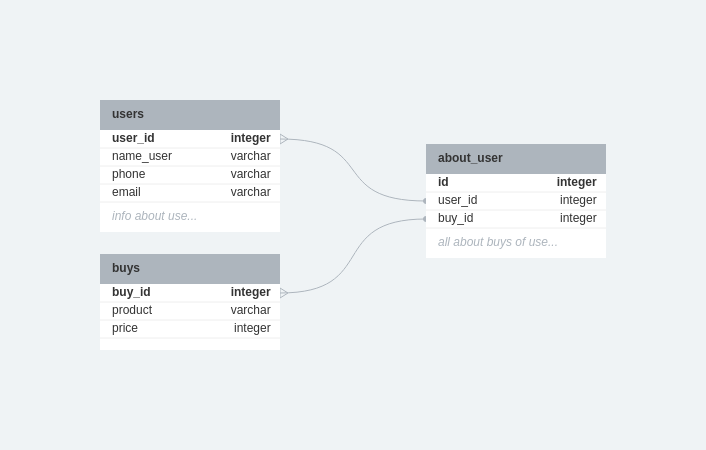 users
user_id integer
name_user varchar
phone varchar
email varchar
info about use...
buys
buy_id integer
product varchar
price integer
about_user
id integer
user_id integer
buy_id integer
all about buys of use...